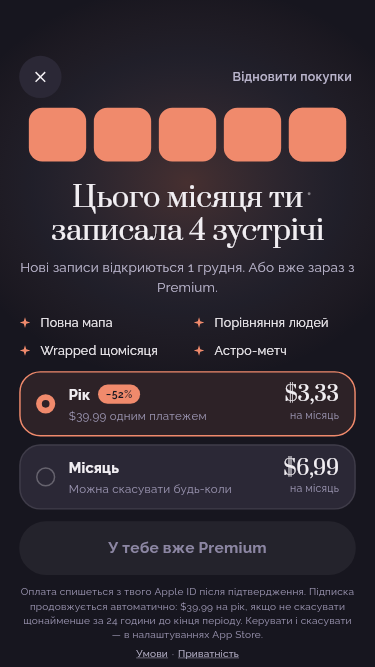 Відновити покупки
Цього місяця ти
записала 4 зустрічі
Нові записи відкриються 1 грудня. Або вже зараз з
Premium.
Повна мапа
Порівняння людей
Wrapped щомісяця
Астро-метч
Рік −52% $3,33
$39,99 одним платежем на місяць
Місяць $6,99
Можна скасувати будь-коли на місяць
У тебе вже Premium
Оплата спишеться з твого Apple ID після підтвердження. Підписка
продовжується автоматично: $39,99 на рік, якщо не скасувати
щонайменше за 24 години до кінця періоду. Керувати і скасувати
— в налаштуваннях App Store.
Умови · Приватність